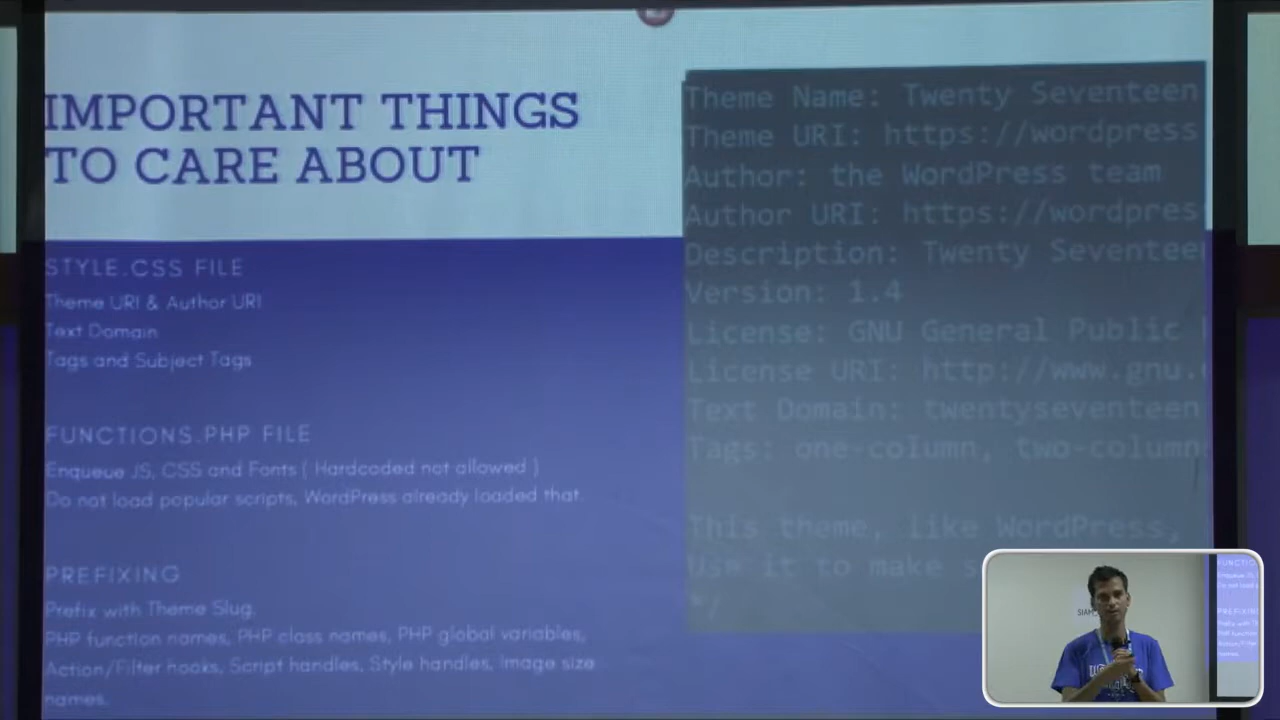 IMPORTANT THINGS
TO CARE ABOUT
STYLE.CSS FILE
Theme URI & Author URI
Text Domain
Tags and Subject Tags
FUNCTIONS.PHP FILE
Enqueue JS, CSS and Fonts ( Hardcoded not allowed )
Do not load popular scripts, WordPress already loaded that.
PREFIXING
Prefix with Theme Slug.
PHP function names, PHP class names, PHP global variables,
Action/Filter hooks, Script handles, Style handles, Image size
names.
Theme Name: Twenty Seventeen
Theme URI: https://wordpress
Author: the WordPress team
Author URI: https://wordpres
Description: Twenty Seventee
Version: 1.4
License: GNU General Public
License URI: http://www.gnu.
Text Domain: twentyseventeen
Tags: one-column, two-column
This theme, like WordPress,
Use it to make s
*/